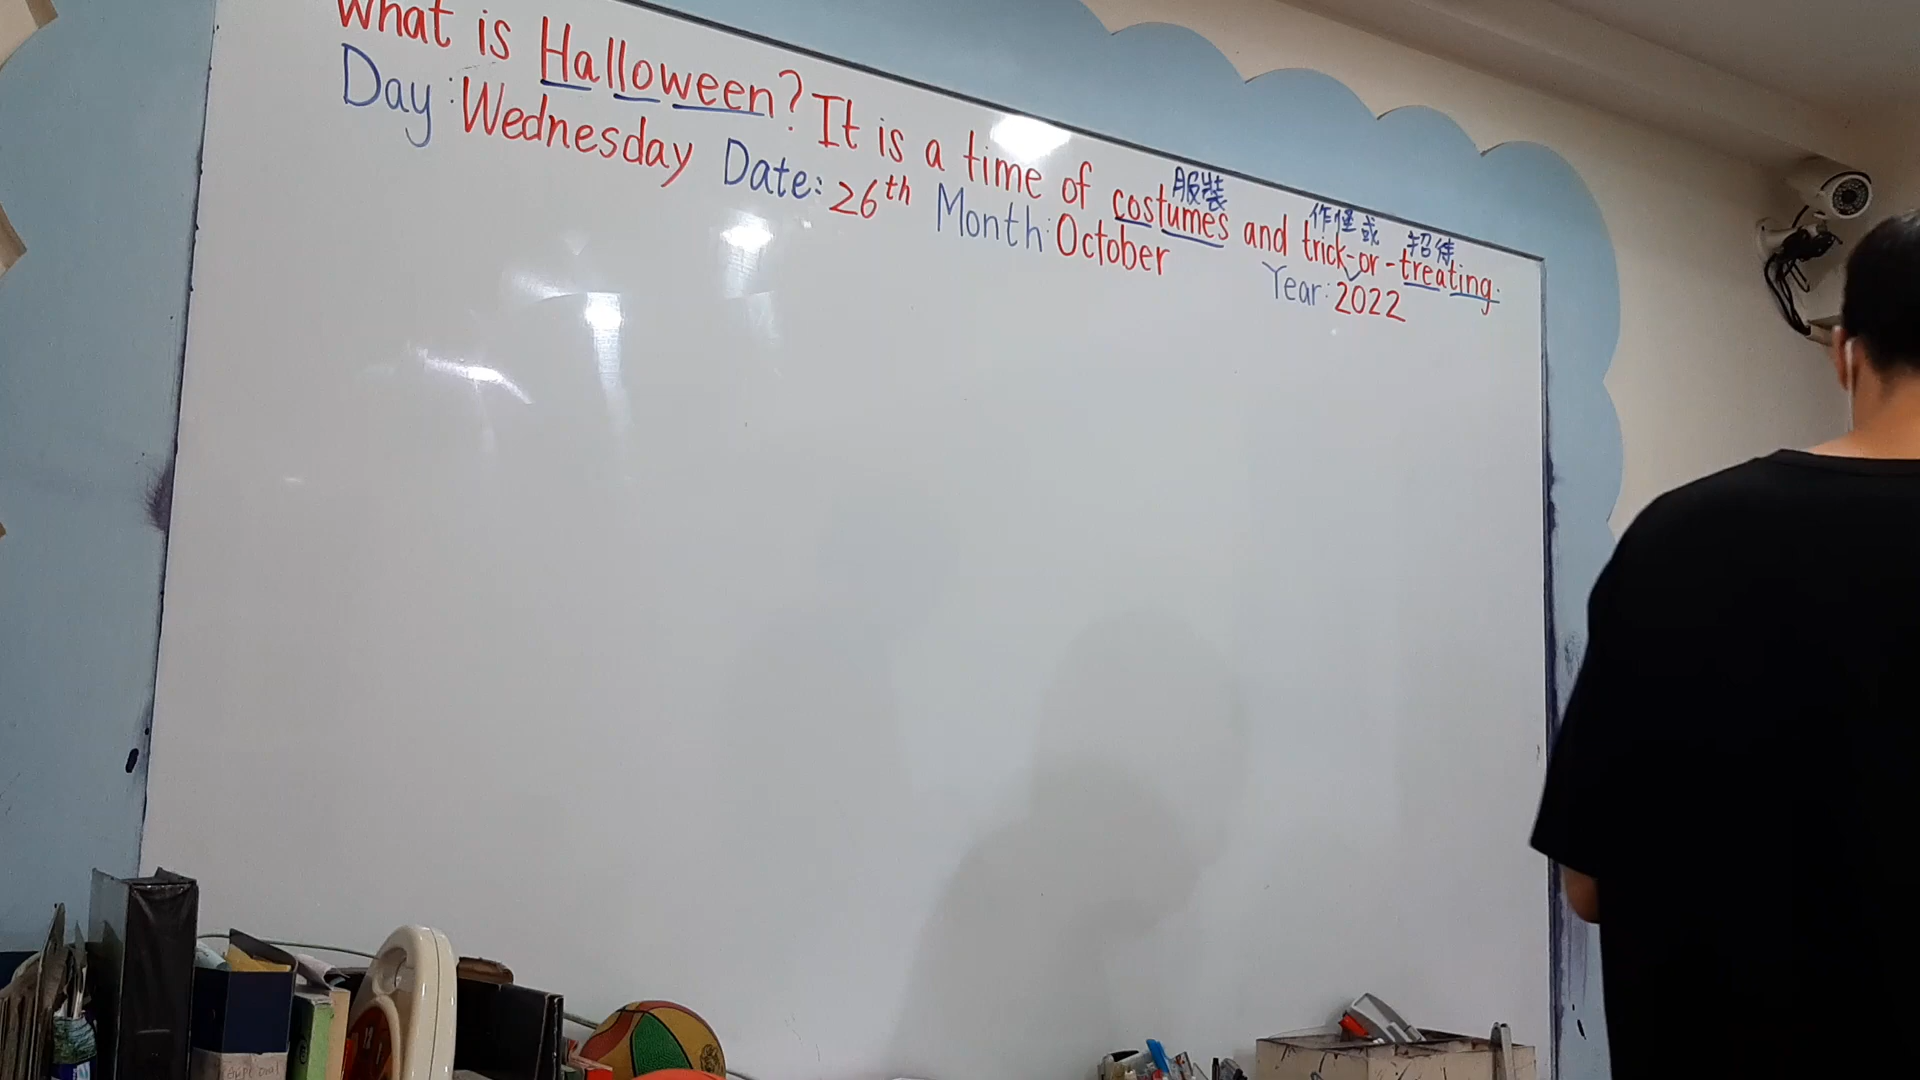 What is Halloween? It is a time of costumes and trick-or-treating.
服裝 作怪或 招待
Day: Wednesday Date: 26th Month: October Year: 2022